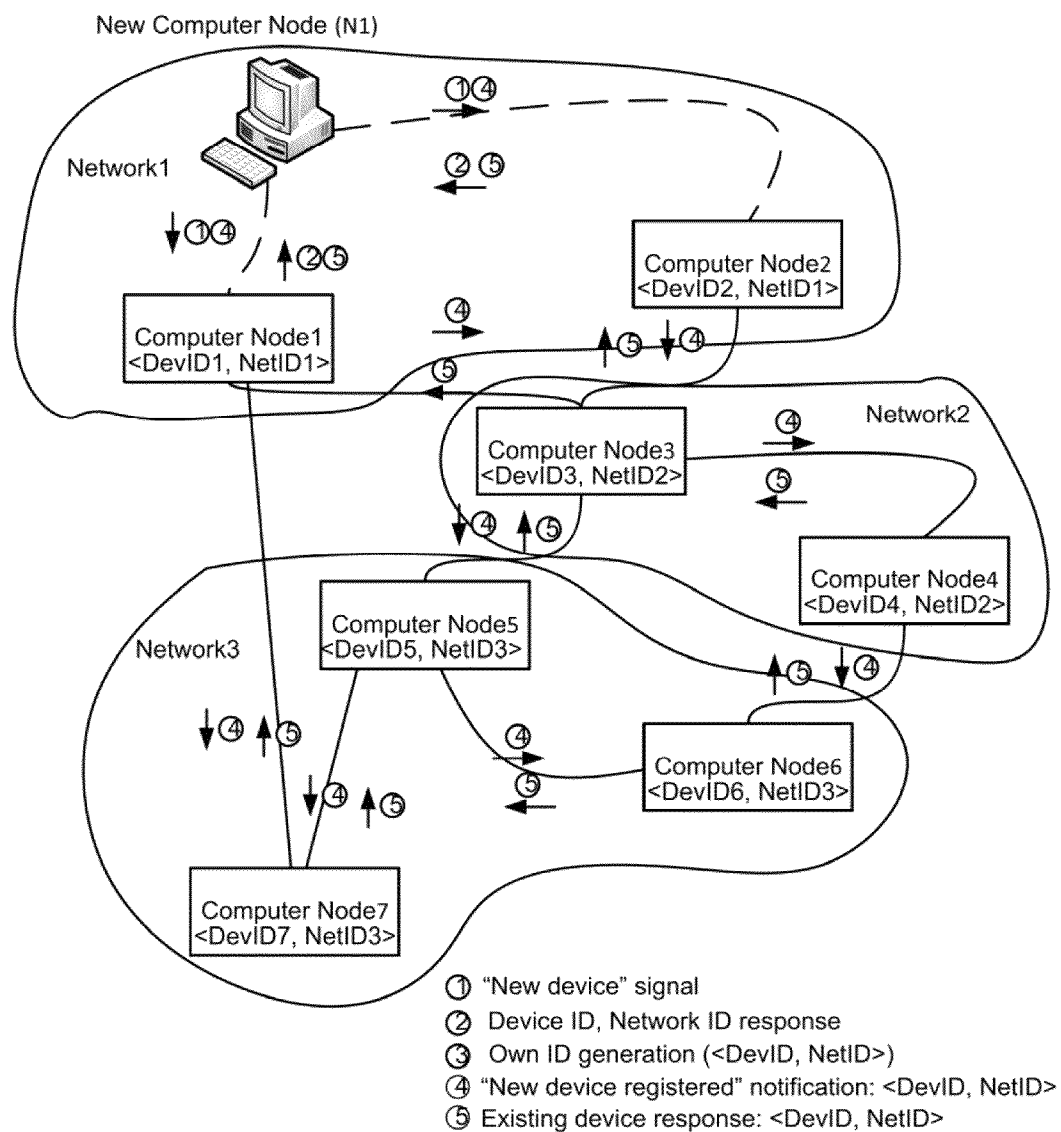 New Computer Node (N1)
①④
Network1
② ⑤
①④
②⑤
Computer Node2
<DevID2, NetID1>
Computer Node1
<DevID1, NetID1>
④
⑤
④
⑤
Network2
Computer Node3
<DevID3, NetID2>
④
⑤
④
⑤
Computer Node4
<DevID4, NetID2>
Computer Node5
<DevID5, NetID3>
Network3
⑤
④
④
⑤
④
⑤
Computer Node6
<DevID6, NetID3>
④
⑤
Computer Node7
<DevID7, NetID3>
① “New device” signal
② Device ID, Network ID response
③ Own ID generation (<DevID, NetID>)
④ “New device registered” notification: <DevID, NetID>
⑤ Existing device response: <DevID, NetID>